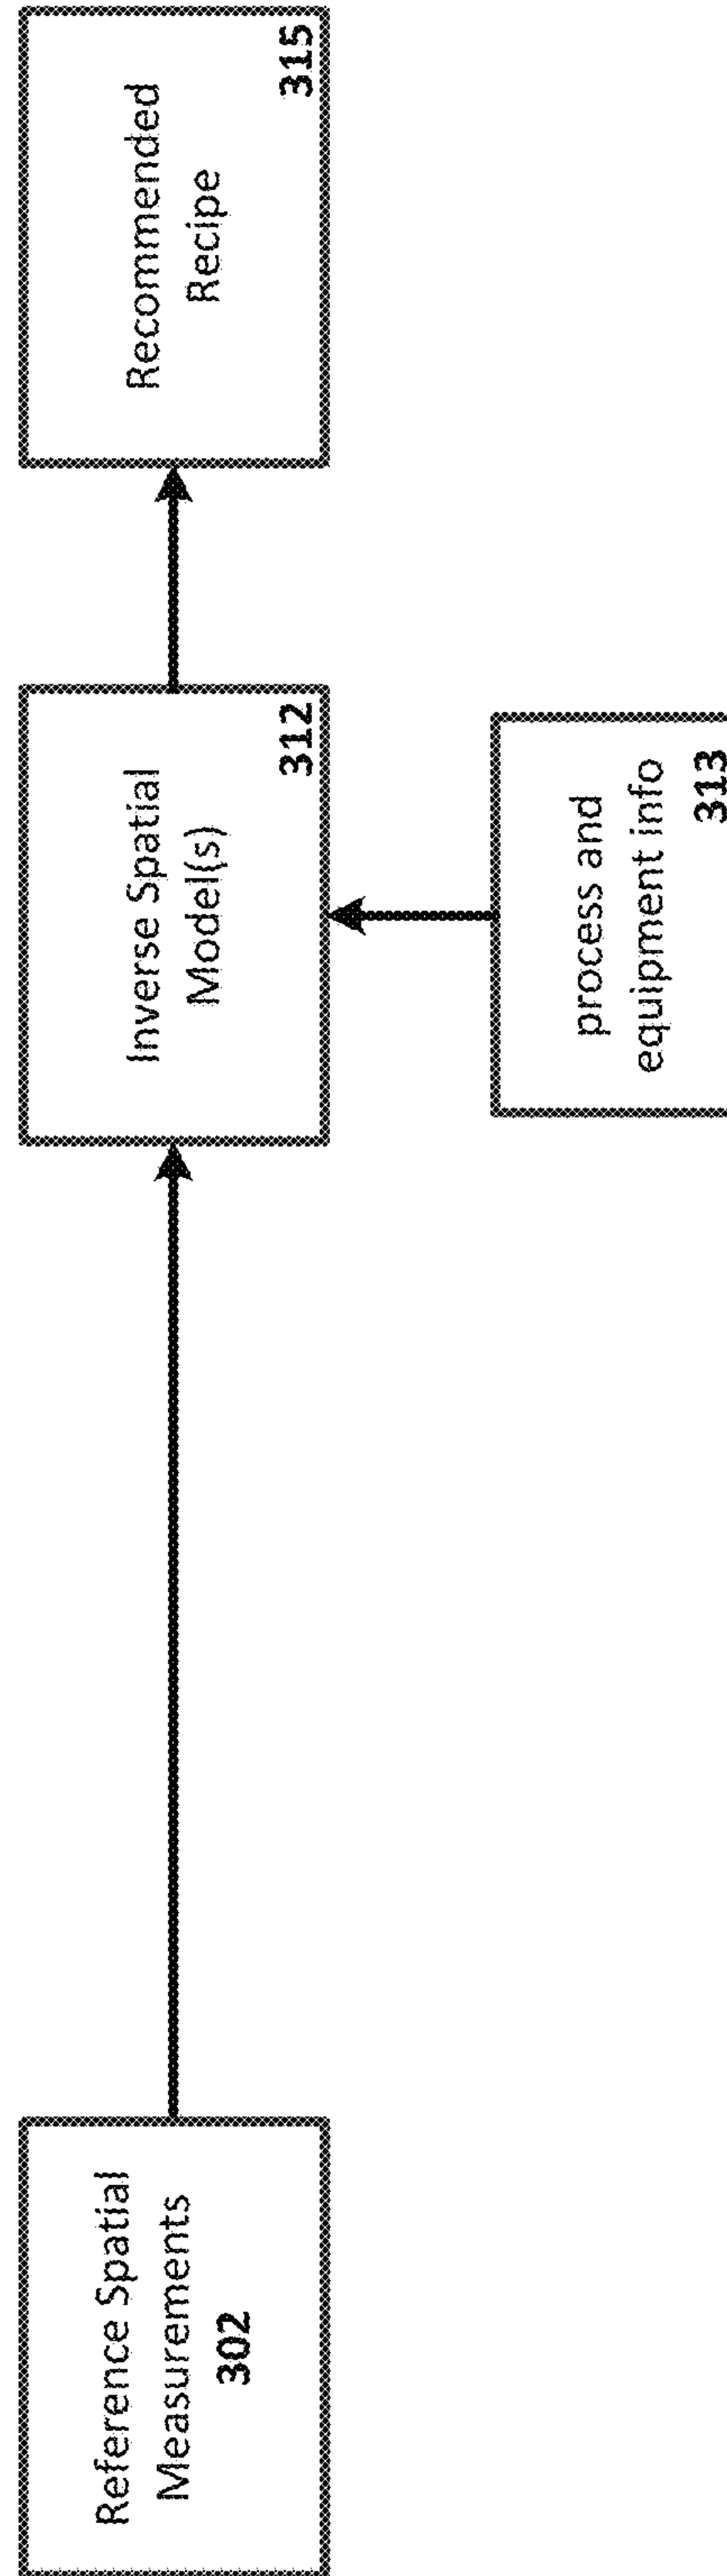 Reference Spatial
Measurements
302
Inverse Spatial
Model(s)
312
process and
equipment info
313
Recommended
Recipe
315